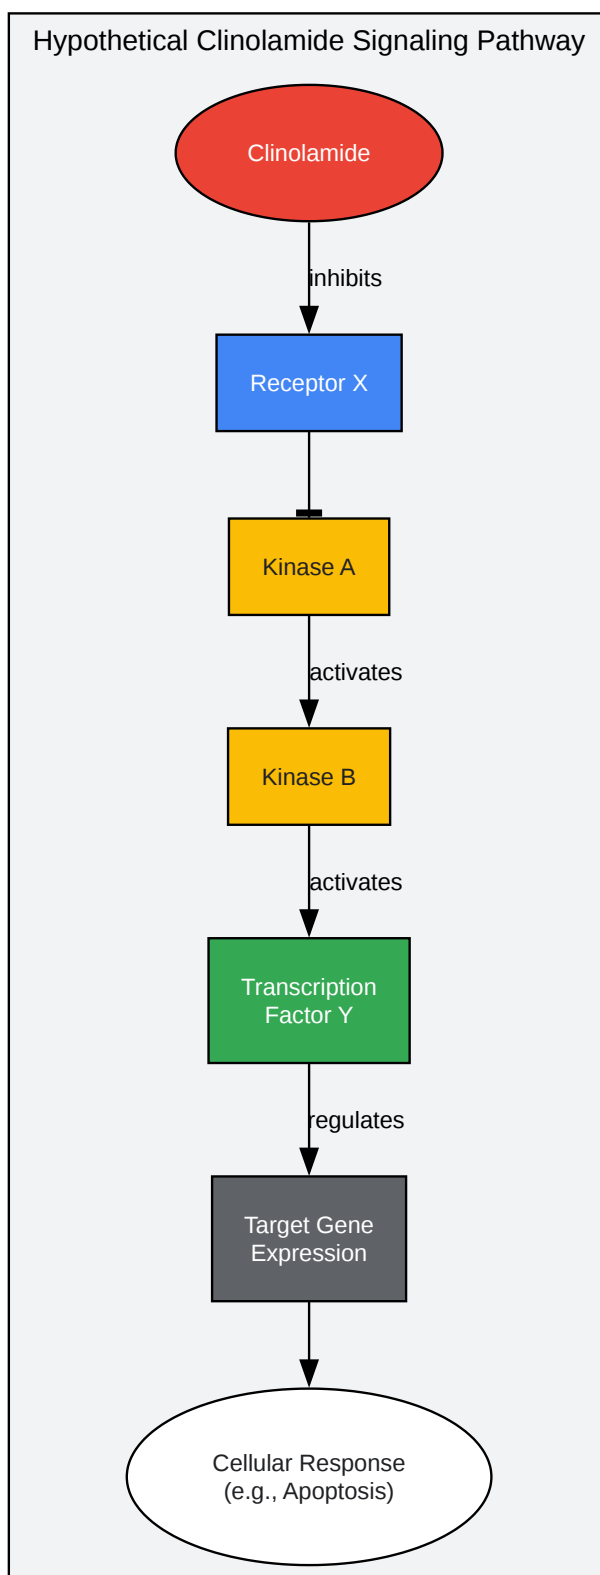 Hypothetical Clinolamide Signaling Pathway
Clinolamide
inhibits
Receptor X
Kinase A
activates
Kinase B
activates
Transcription
Factor Y
regulates
Target Gene
Expression
Cellular Response
(e.g., Apoptosis)